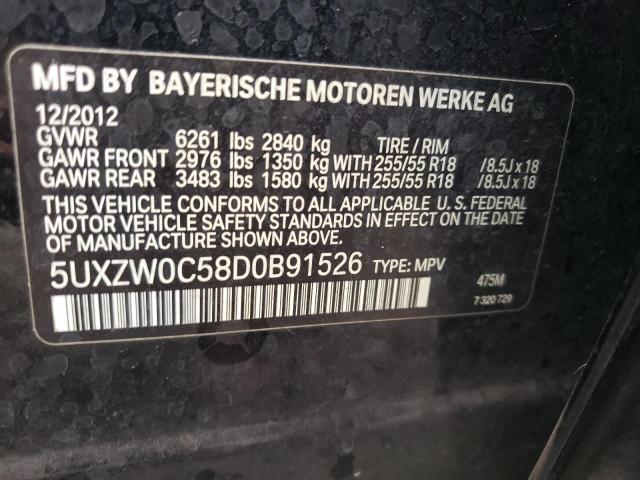 MFD BY BAYERISCHE MOTOREN WERKE AG
12/2012
GVWR 6261 lbs 2840 kg TIRE / RIM
GAWR FRONT 2976 lbs 1350 kg WITH 255/55 R18 /8.5J x 18
GAWR REAR 3483 lbs 1580 kg WITH 255/55 R18 /8.5J x 18
THIS VEHICLE CONFORMS TO ALL APPLICABLE U. S. FEDERAL
MOTOR VEHICLE SAFETY STANDARDS IN EFFECT ON THE DATE
OF MANUFACTURE SHOWN ABOVE.
5UXZW0C58D0B91526 TYPE: MPV 475M
7 320 729